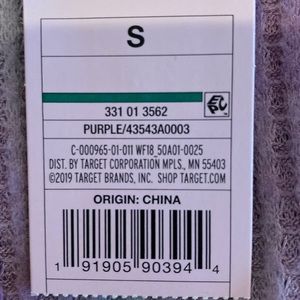 S
331 01 3562
PURPLE/43543A0003
C-000965-01-011 WF18_50A01-0025
DIST. BY TARGET CORPORATION MPLS., MN 55403
©2019 TARGET BRANDS, INC. SHOP TARGET.COM
ORIGIN: CHINA
1 91905 90394 4